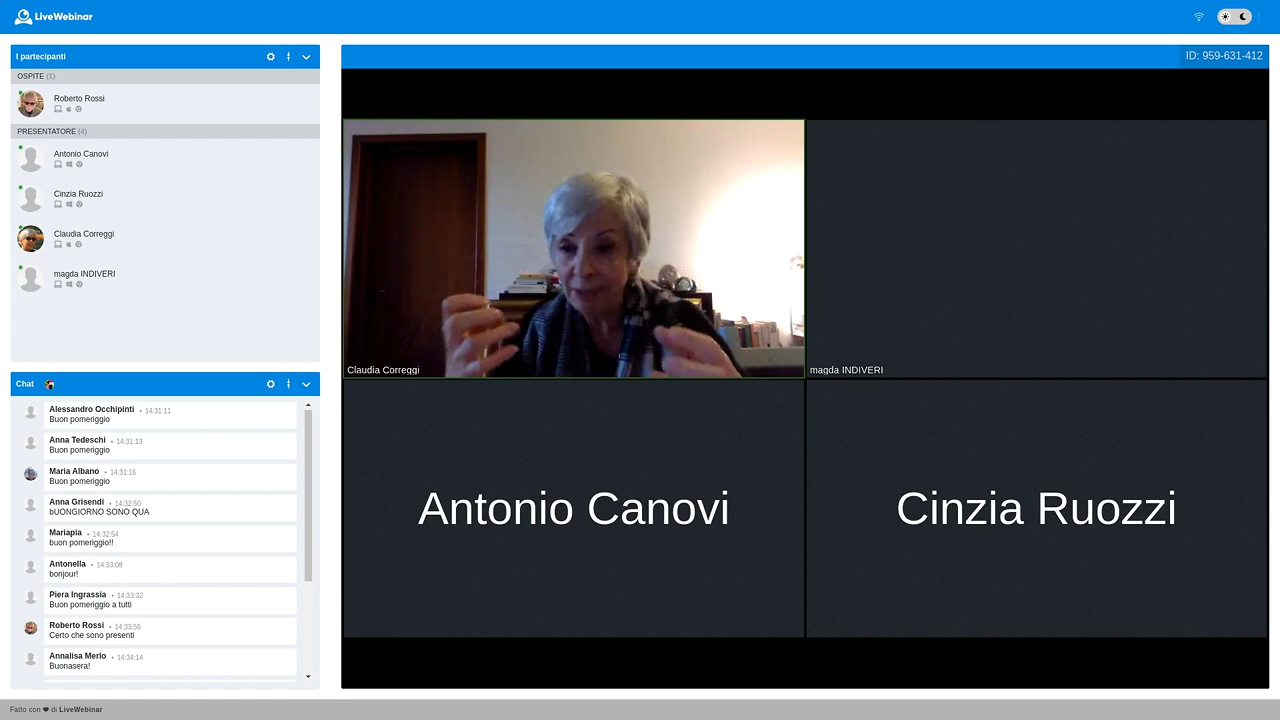 LiveWebinar
I partecipanti
OSPITE (1)
Roberto Rossi
PRESENTATORE (4)
Antonio Canovi
Cinzia Ruozzi
Claudia Correggi
magda INDIVERI
Chat
Alessandro Occhipinti • 14:31:11
Buon pomeriggio
Anna Tedeschi • 14:31:13
Buon pomeriggio
Maria Albano • 14:31:16
Buon pomeriggio
Anna Grisendi • 14:32:50
bUONGIORNO SONO QUA
Mariapia • 14:32:54
buon pomeriggio!!
Antonella • 14:33:08
bonjour!
Piera Ingrassia • 14:33:32
Buon pomeriggio a tutti
Roberto Rossi • 14:33:56
Certo che sono presenti
Annalisa Merlo • 14:34:14
Buonasera!
ID: 959-631-412
Claudia Correggi
magda INDIVERI
Antonio Canovi
Cinzia Ruozzi
Fatto con ❤ di LiveWebinar